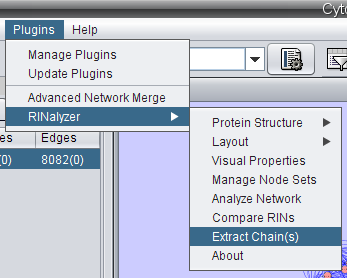 Cyto
Plugins Help
Manage Plugins
Update Plugins
Advanced Network Merge
RINalyzer
Edges
(0) 8082(0)
Protein Structure
Layout
Visual Properties
Manage Node Sets
Analyze Network
Compare RINs
Extract Chain(s)
About